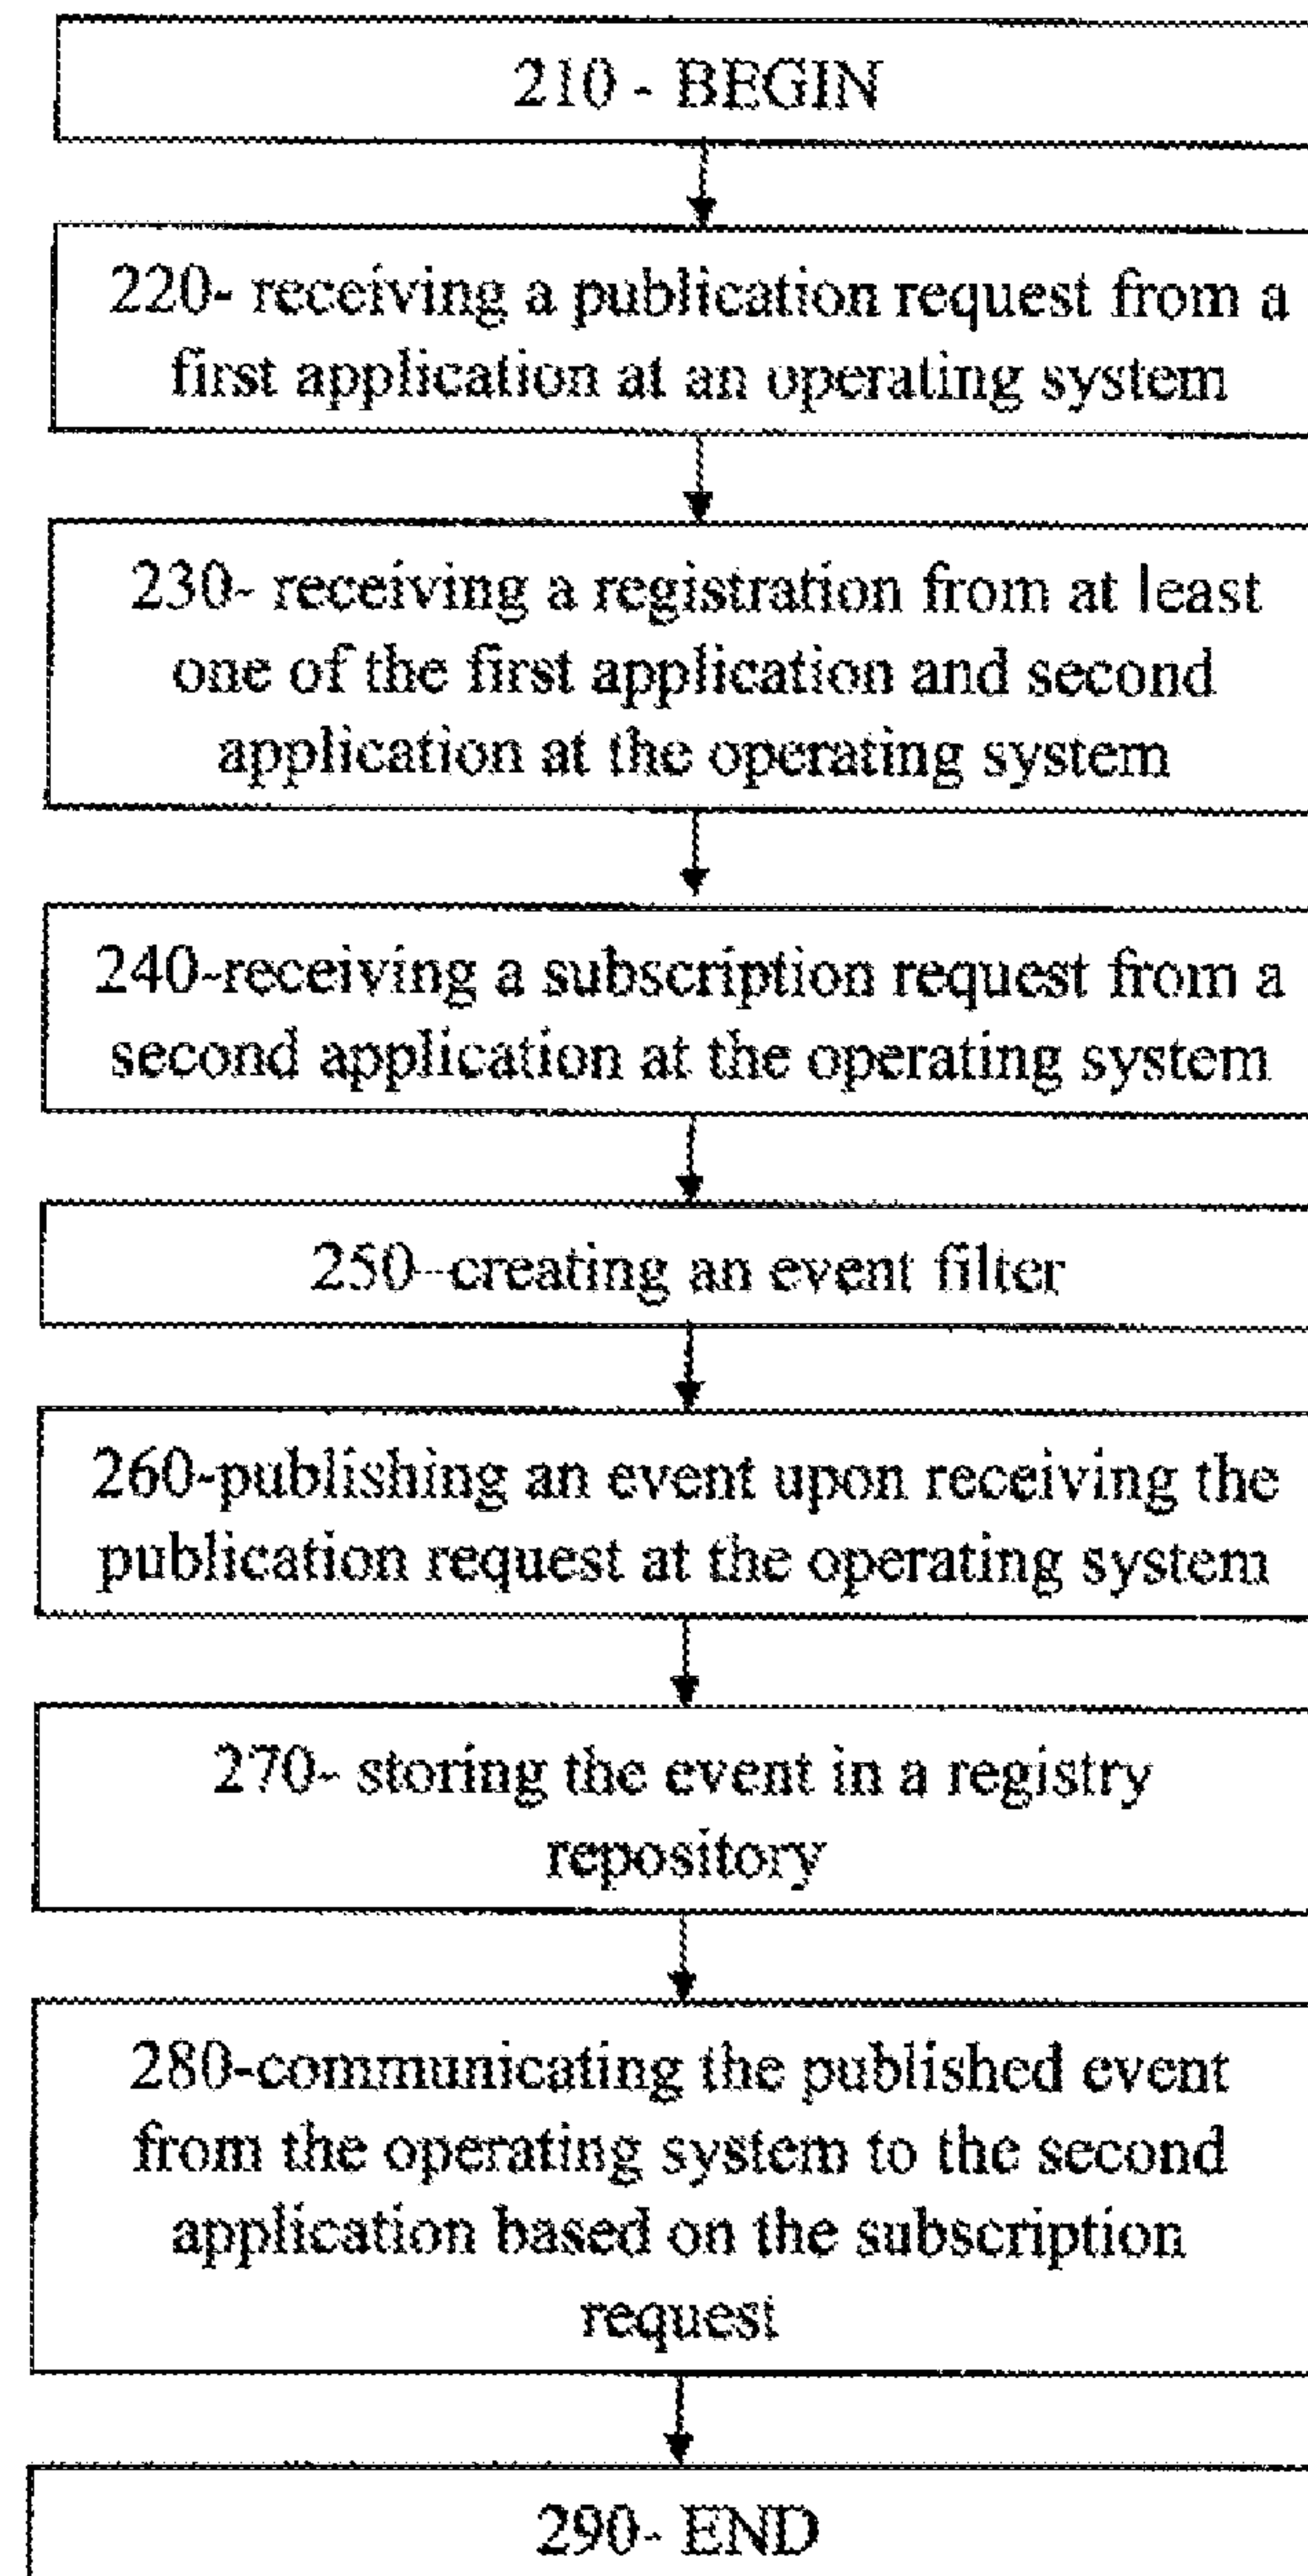 210 - BEGIN
220- receiving a publication request from a
first application at an operating system
230- receiving a registration from at least
one of the first application and second
application at the operating system
240-receiving a subscription request from a
second application at the operating system
250--creating an event filter
260-publishing an event upon receiving the
publication request at the operating system
270- storing the event in a registry
repository
280-communicating the published event
from the operating system to the second
application based on the subscription
request
290- END